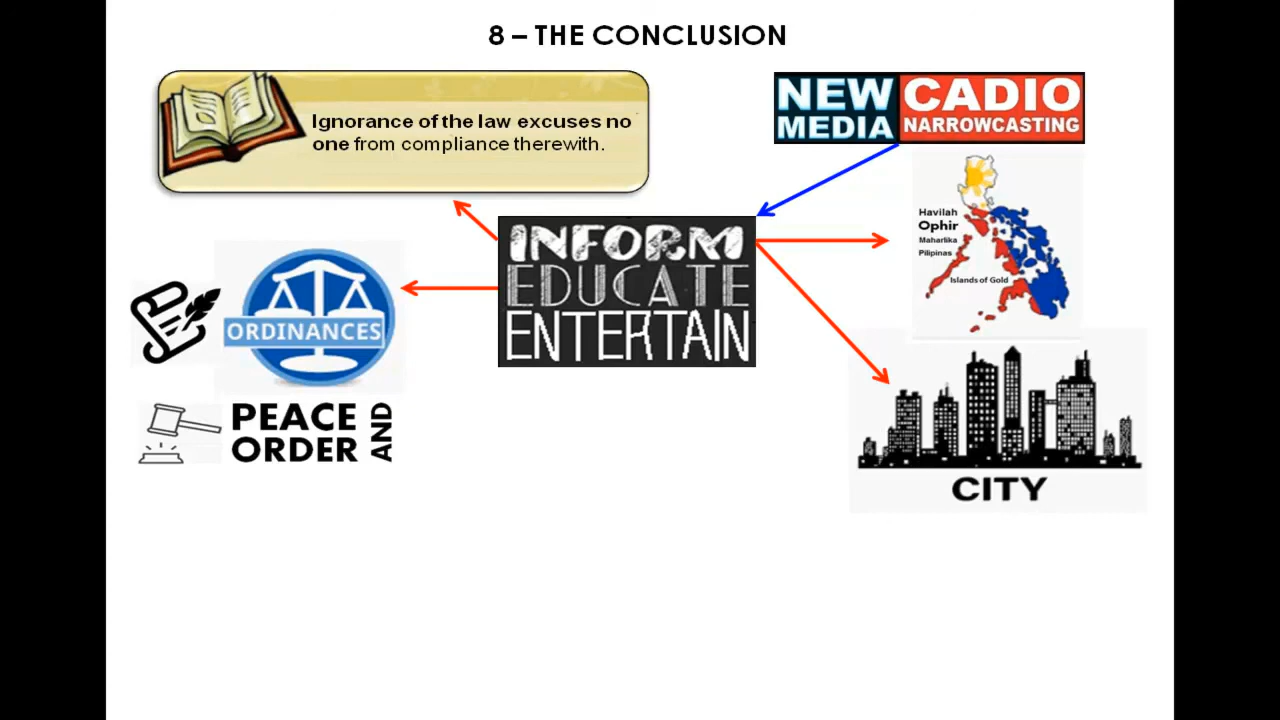 8 – THE CONCLUSION
Ignorance of the law excuses no
one from compliance therewith.
NEW
MEDIA
CADIO
NARROWCASTING
INFORM
EDUCATE
ENTERTAIN
Havilah
Ophir
Maharlika
Pilipinas
Islands of Gold
ORDINANCES
PEACE
ORDER
AND
CITY